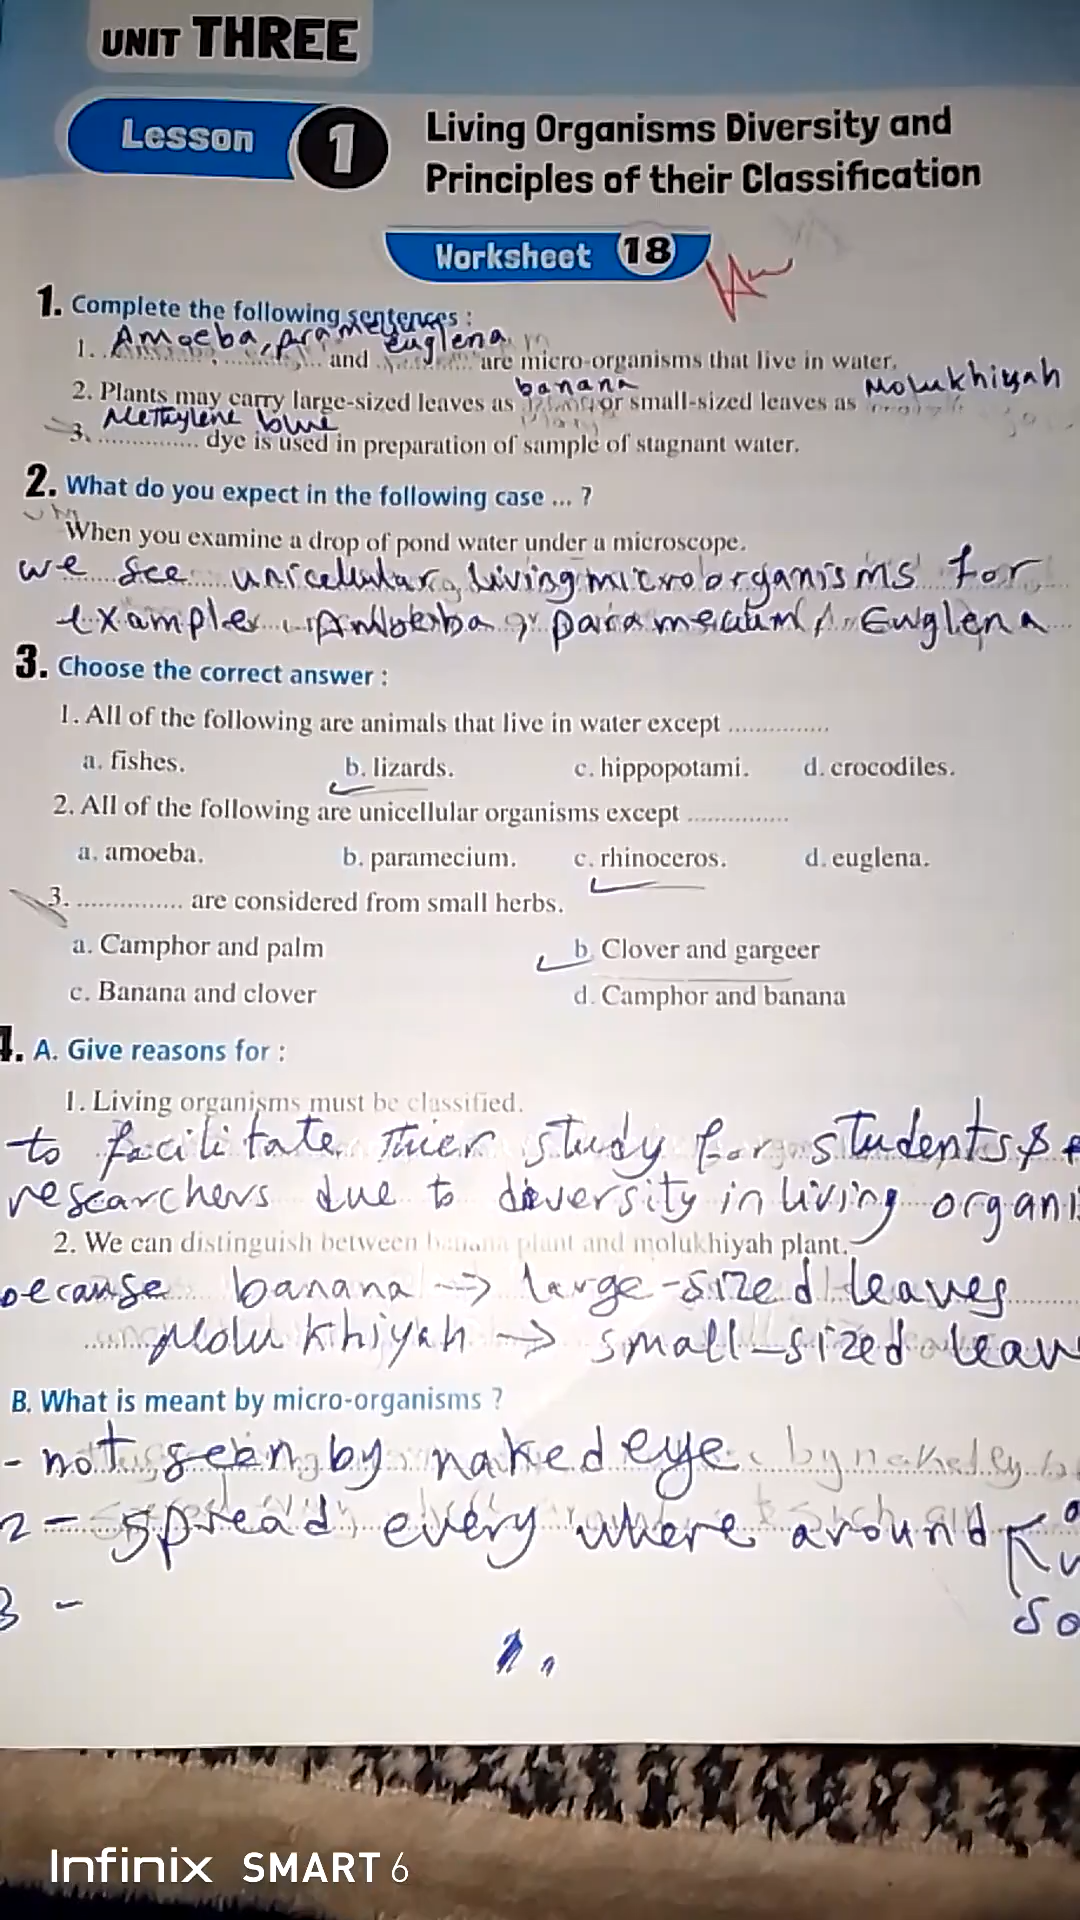 UNIT THREE
Lesson 1
Living Organisms Diversity and
Principles of their Classification
Worksheet 18
1. Complete the following sentences :
Amoeba, euglena
1. and are micro-organisms that live in water.
banana Molukhiyah
2. Plants may carry large-sized leaves as or small-sized leaves as
Methylene blue
3. ............... dye is used in preparation of sample of stagnant water.
2. What do you expect in the following case ... ?
When you examine a drop of pond water under a microscope.
we see unicellular living microorganisms for
example , paramecium , Euglena
3. Choose the correct answer :
1. All of the following are animals that live in water except ...............
a. fishes. b. lizards. c. hippopotami. d. crocodiles.
2. All of the following are unicellular organisms except ...............
a. amoeba. b. paramecium. c. rhinoceros. d. euglena.
3. ............... are considered from small herbs.
a. Camphor and palm b. Clover and gargeer
c. Banana and clover d. Camphor and banana
4. A. Give reasons for :
1. Living organisms must be classified.
to facilitate thier study for students &
researchers due to diversity in living organi
2. We can distinguish between banana plant and molukhiyah plant.
because banana → large-sized leaves
Molu khiyah → small-sized leav
B. What is meant by micro-organisms ?
- not seen by naked eye by naked ey
2 - spread every where around
3 - so
Infinix SMART 6